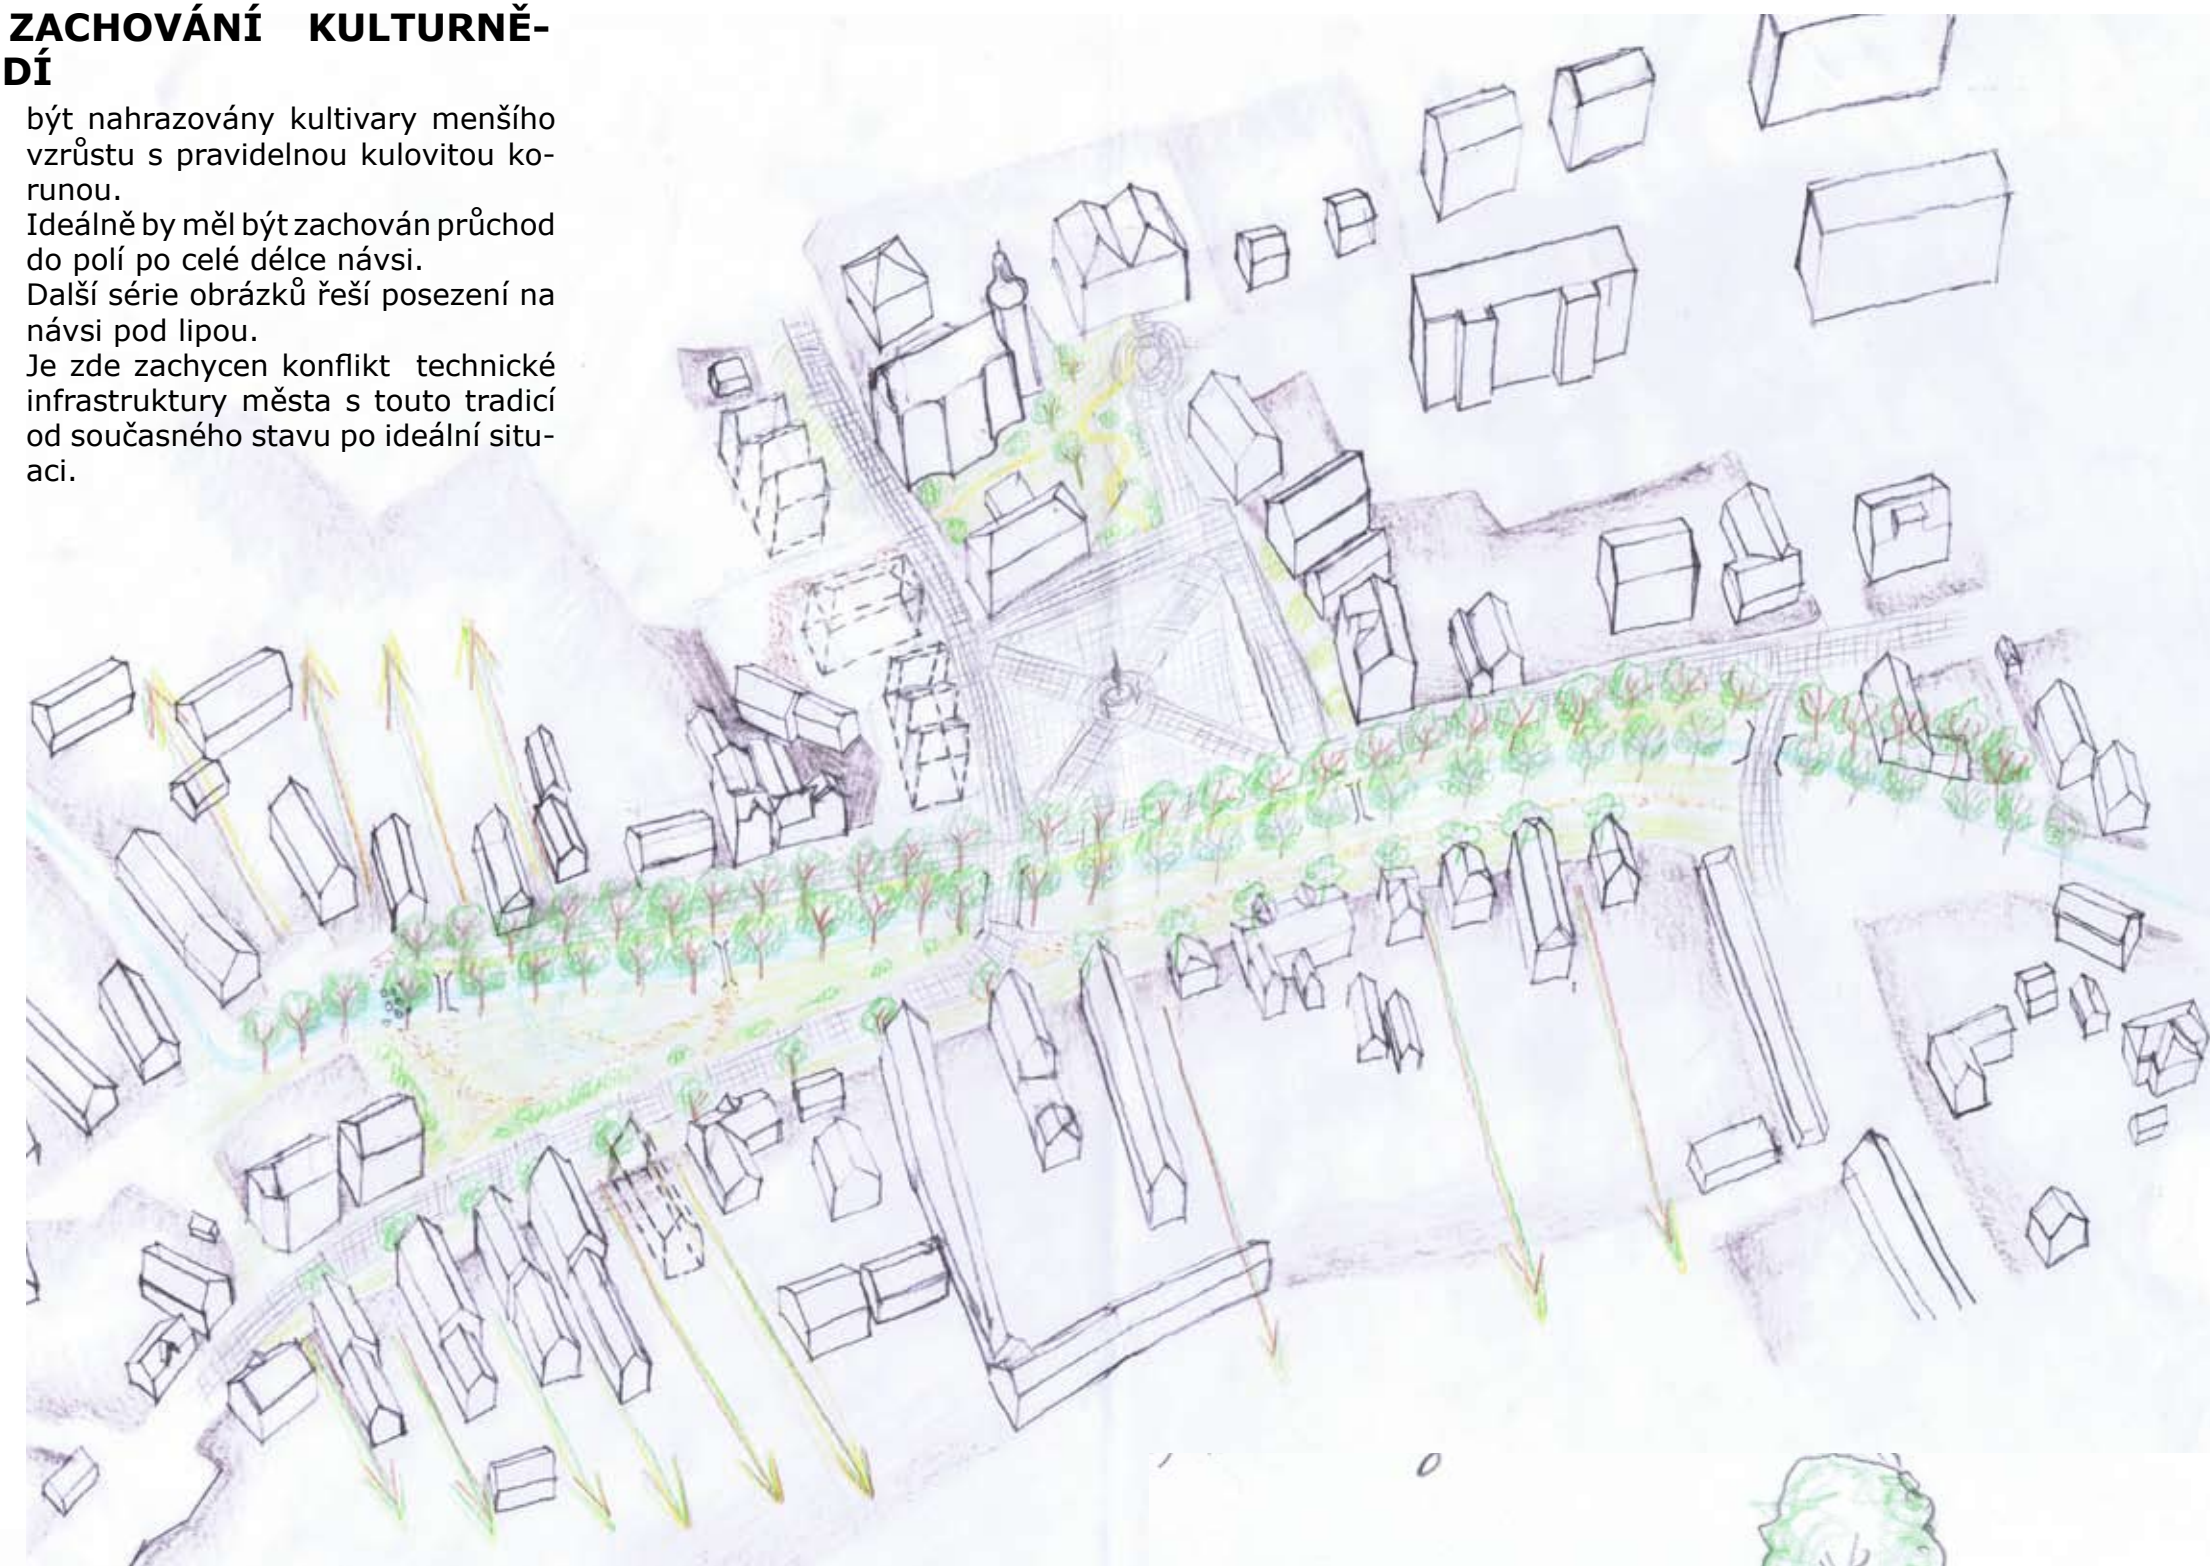 ZACHOVÁNÍ KULTURNĚ-
DÍ
být nahrazovány kultivary menšího
vzrůstu s pravidelnou kulovitou ko-
runou.
Ideálně by měl být zachován průchod
do polí po celé délce návsi.
Další série obrázků řeší posezení na
návsi pod lipou.
Je zde zachycen konflikt technické
infrastruktury města s touto tradicí
od současného stavu po ideální situ-
aci.